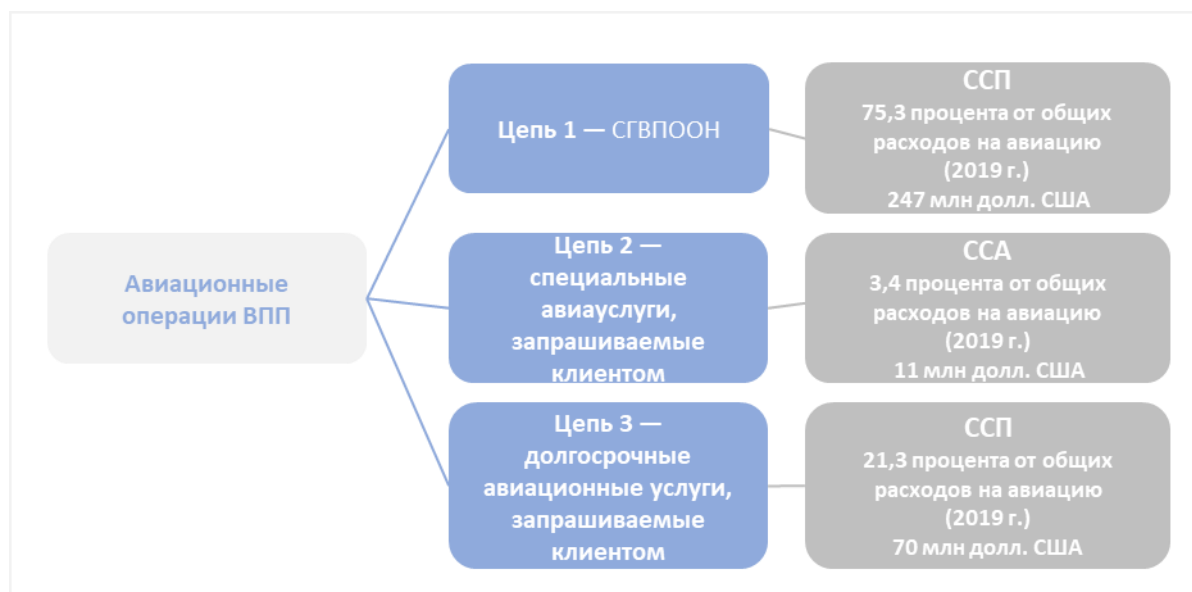 Авиационные
операции ВПП
Цепь 1 — СГВПООН
ССП
75,3 процента от общих
расходов на авиацию
(2019 г.)
247 млн долл. США
Цепь 2 —
специальные
авиауслуги,
запрашиваемые
клиентом
ССА
3,4 процента от общих
расходов на авиацию
(2019 г.)
11 млн долл. США
Цепь 3 —
долгосрочные
авиационные услуги,
запрашиваемые
клиентом
ССП
21,3 процента от общих
расходов на авиацию
(2019 г.)
70 млн долл. США